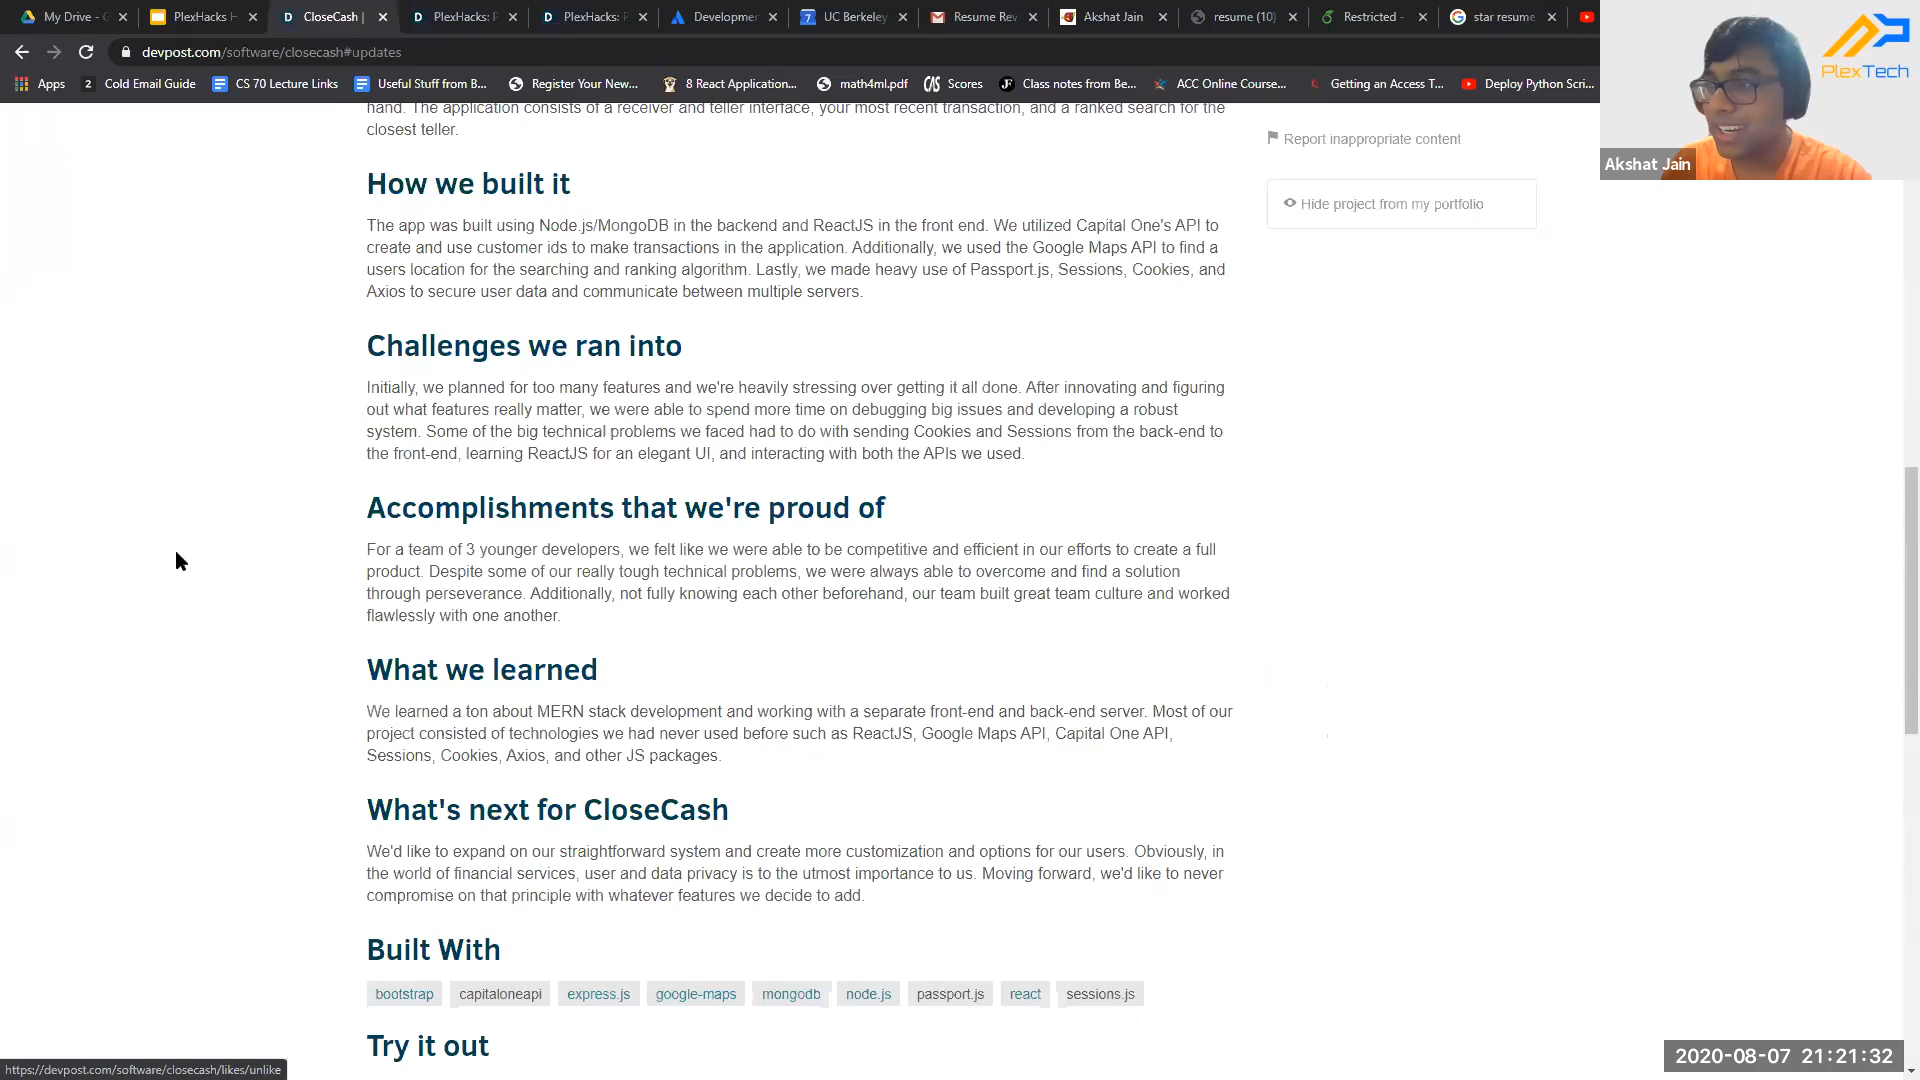 My Drive - G
PlexHacks H
CloseCash |
PlexHacks: F
PlexHacks: F
Developmer
UC Berkeley
Resume Rev
Akshat Jain
resume (10)
Restricted -
star resume
devpost.com/software/closecash#updates
Apps
Cold Email Guide
CS 70 Lecture Links
Useful Stuff from B...
Register Your New...
8 React Application...
math4ml.pdf
Scores
Class notes from Be...
ACC Online Course...
Getting an Access T...
Deploy Python Scri...
PlexTech
Akshat Jain
hand. The application consists of a receiver and teller interface, your most recent transaction, and a ranked search for the
closest teller.
Report inappropriate content
Hide project from my portfolio
How we built it
The app was built using Node.js/MongoDB in the backend and ReactJS in the front end. We utilized Capital One's API to
create and use customer ids to make transactions in the application. Additionally, we used the Google Maps API to find a
users location for the searching and ranking algorithm. Lastly, we made heavy use of Passport.js, Sessions, Cookies, and
Axios to secure user data and communicate between multiple servers.
Challenges we ran into
Initially, we planned for too many features and we're heavily stressing over getting it all done. After innovating and figuring
out what features really matter, we were able to spend more time on debugging big issues and developing a robust
system. Some of the big technical problems we faced had to do with sending Cookies and Sessions from the back-end to
the front-end, learning ReactJS for an elegant UI, and interacting with both the APIs we used.
Accomplishments that we're proud of
For a team of 3 younger developers, we felt like we were able to be competitive and efficient in our efforts to create a full
product. Despite some of our really tough technical problems, we were always able to overcome and find a solution
through perseverance. Additionally, not fully knowing each other beforehand, our team built great team culture and worked
flawlessly with one another.
What we learned
We learned a ton about MERN stack development and working with a separate front-end and back-end server. Most of our
project consisted of technologies we had never used before such as ReactJS, Google Maps API, Capital One API,
Sessions, Cookies, Axios, and other JS packages.
What's next for CloseCash
We'd like to expand on our straightforward system and create more customization and options for our users. Obviously, in
the world of financial services, user and data privacy is to the utmost importance to us. Moving forward, we'd like to never
compromise on that principle with whatever features we decide to add.
Built With
bootstrap
capitaloneapi
express.js
google-maps
mongodb
node.js
passport.js
react
sessions.js
Try it out
https://devpost.com/software/closecash/likes/unlike
2020-08-07 21:21:32